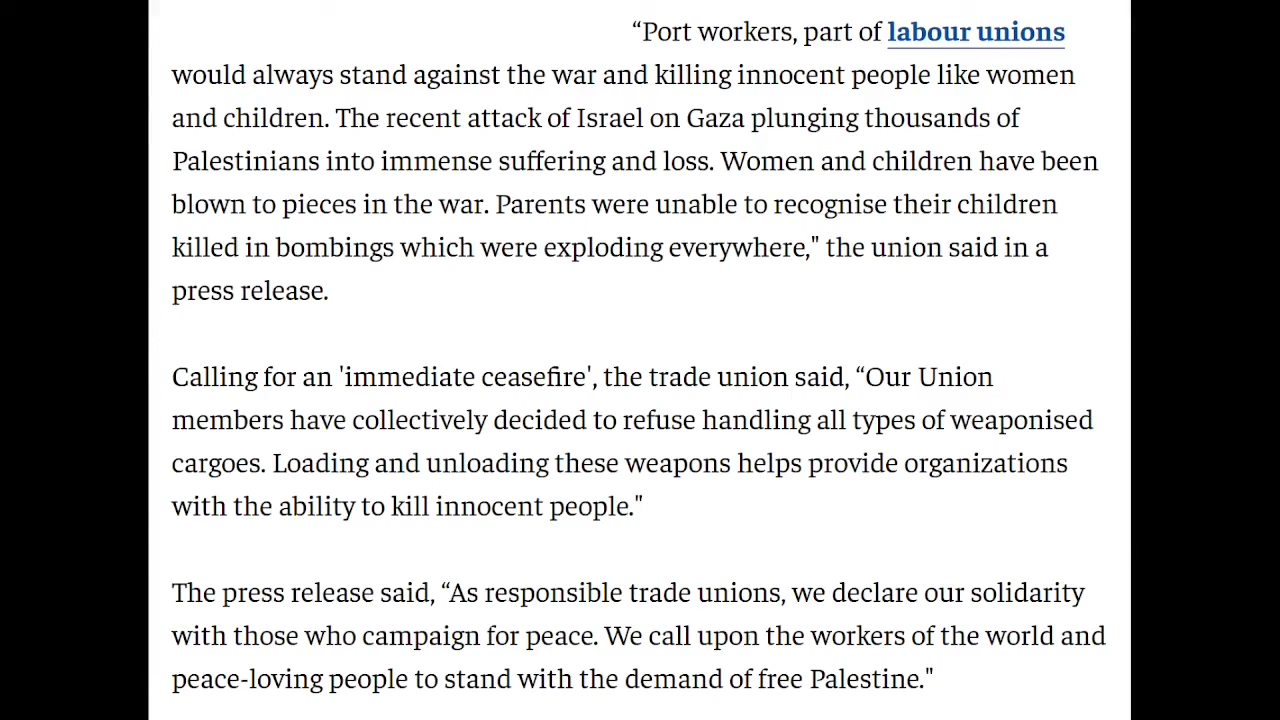 “Port workers, part of labour unions
would always stand against the war and killing innocent people like women
and children. The recent attack of Israel on Gaza plunging thousands of
Palestinians into immense suffering and loss. Women and children have been
blown to pieces in the war. Parents were unable to recognise their children
killed in bombings which were exploding everywhere," the union said in a
press release.
Calling for an 'immediate ceasefire', the trade union said, “Our Union
members have collectively decided to refuse handling all types of weaponised
cargoes. Loading and unloading these weapons helps provide organizations
with the ability to kill innocent people."
The press release said, “As responsible trade unions, we declare our solidarity
with those who campaign for peace. We call upon the workers of the world and
peace-loving people to stand with the demand of free Palestine."